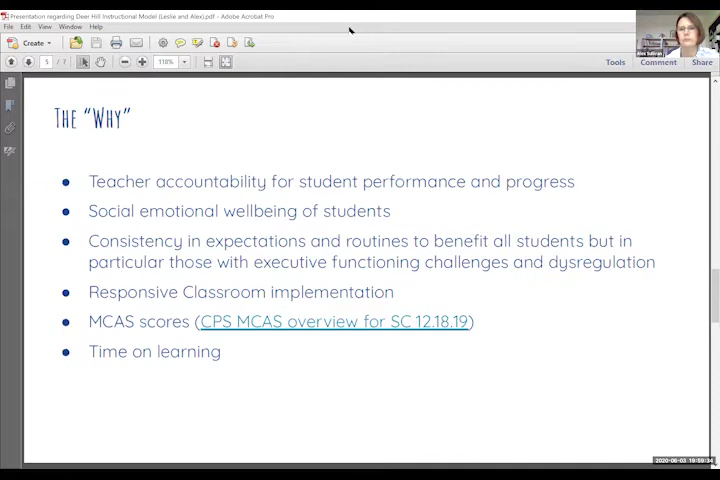 Presentation regarding Deer Hill Instructional Model (Leslie and Alex).pdf - Adobe Acrobat Pro
File Edit View Window Help
Create
5 / 7 118% Tools Comment Share
Alex Sullivan
The “Why”
● Teacher accountability for student performance and progress
● Social emotional wellbeing of students
● Consistency in expectations and routines to benefit all students but in
particular those with executive functioning challenges and dysregulation
● Responsive Classroom implementation
● MCAS scores (CPS MCAS overview for SC 12.18.19)
● Time on learning
2020-06-03 19:59:34